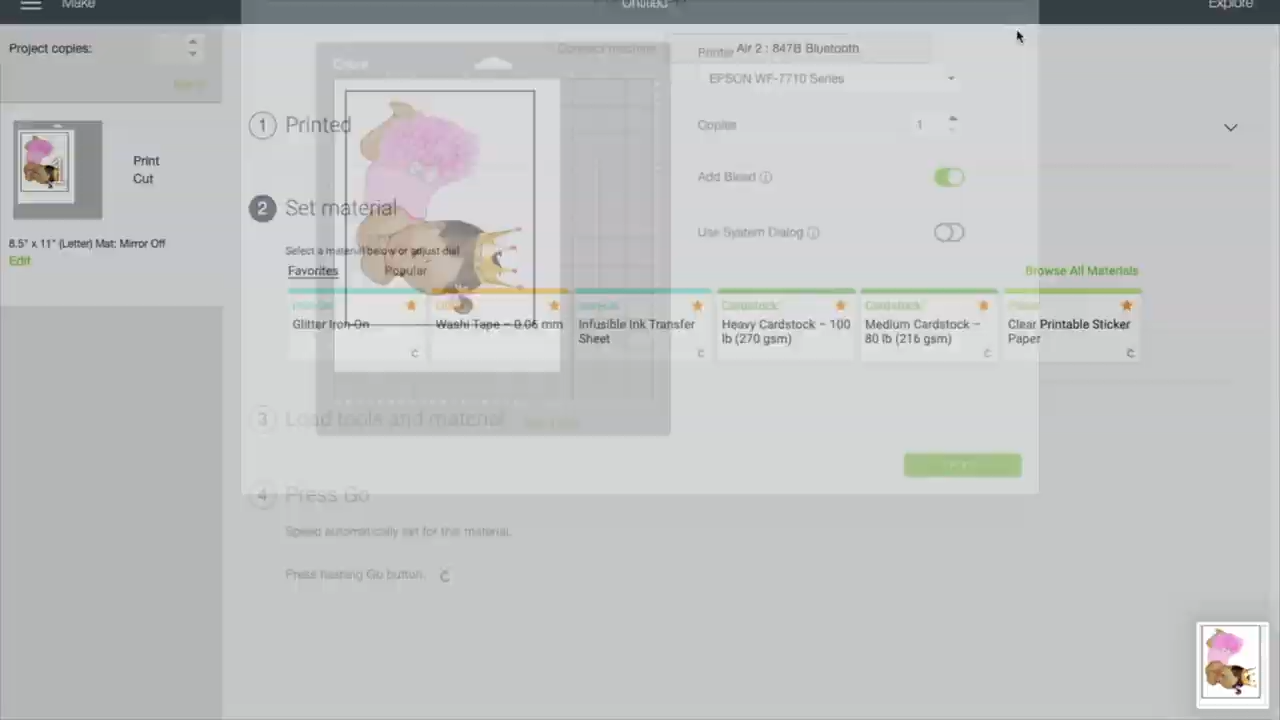 Make
Untitled
Explore
Project copies:
Connect machine
Printer
Air 2 : 847B Bluetooth
Cricut
EPSON WF-7710 Series
1 Printed
Copies
1
Print
Cut
Add Bleed
2 Set material
8.5" x 11" (Letter) Mat: Mirror Off
Edit
Use System Dialog
Select a material below or adjust dial.
Favorites
Popular
Browse All Materials
Cardstock
Cardstock
Glitter Iron-On
Washi Tape – 0.06 mm
Infusible Ink Transfer
Sheet
Heavy Cardstock – 100
lb (270 gsm)
Medium Cardstock –
80 lb (216 gsm)
Clear Printable Sticker
Paper
C
C
C
C
3 Load tools and material
4 Press Go
Speed automatically set for this material.
Press flashing Go button. C